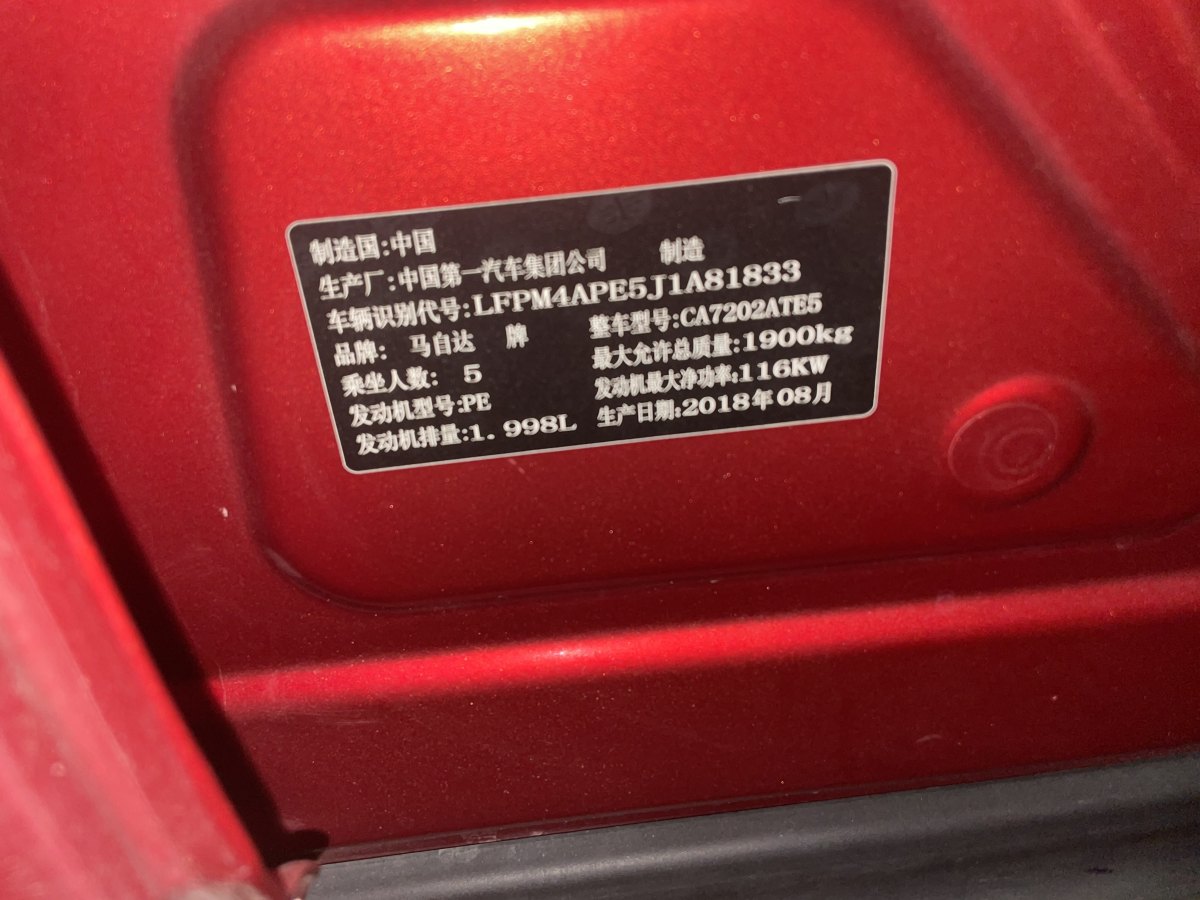 制造国:中国
生产厂:中国第一汽车集团公司 制造
车辆识别代号:LFPM4APE5J1A81833
品牌: 马自达 牌 整车型号:CA7202ATE5
乘坐人数: 5 最大允许总质量:1900kg
发动机型号:PE 发动机最大净功率:116KW
发动机排量:1.998L 生产日期:2018年08月